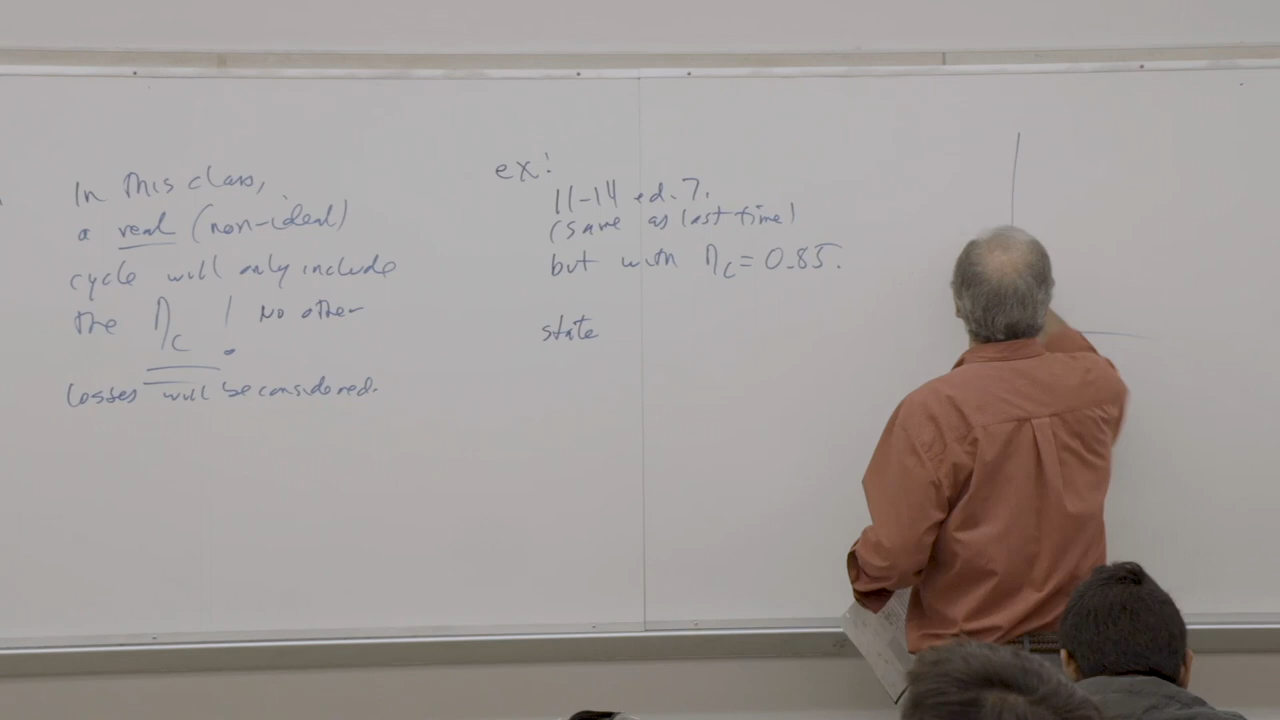 In this class,
a real (non-ideal)
cycle will only include
the η_c ! No other
losses will be considered.
ex:
11-14 ed. 7.
(same as last time)
but with η_c = 0.85.
state